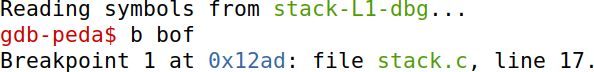 Reading symbols from stack-L1-dbg...
gdb-peda$ b bof
Breakpoint 1 at 0x12ad: file stack.c, line 17.